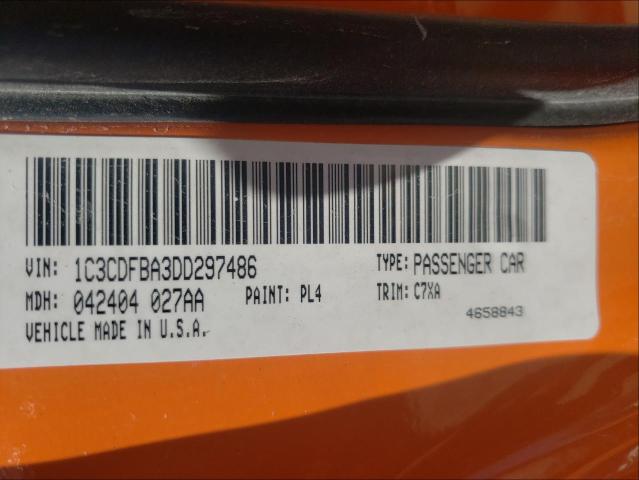 VIN: 1C3CDFBA3DD297486 TYPE: PASSENGER CAR
MDH: 042404 027AA PAINT: PL4 TRIM: C7XA
VEHICLE MADE IN U.S.A. 4658843